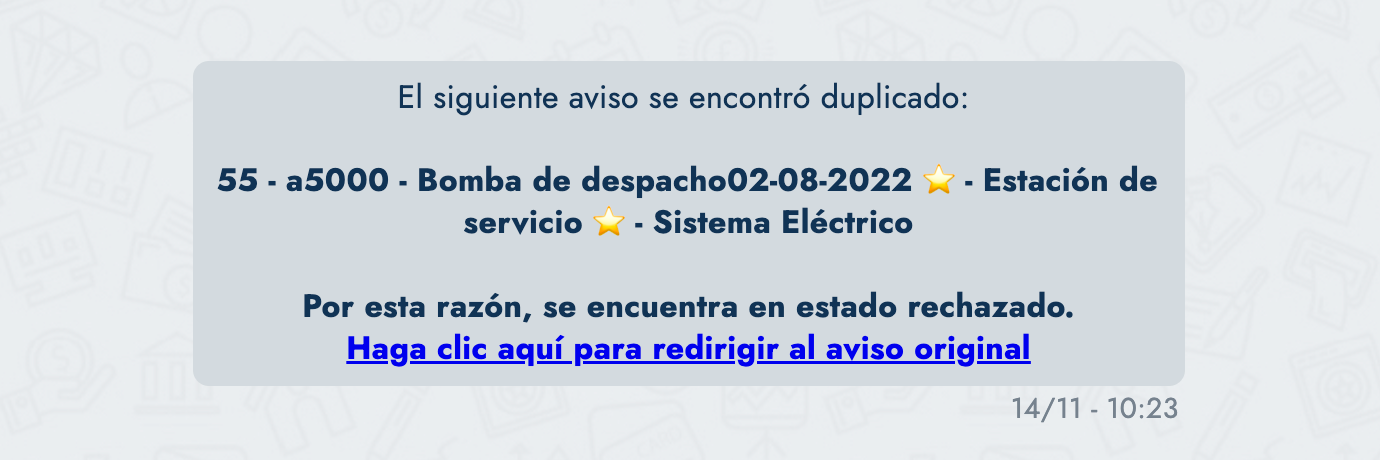 El siguiente aviso se encontró duplicado:
55 - a5000 - Bomba de despacho02-08-2022 ⭐ - Estación de
servicio ⭐ - Sistema Eléctrico
Por esta razón, se encuentra en estado rechazado.
Haga clic aquí para redirigir al aviso original
14/11 - 10:23